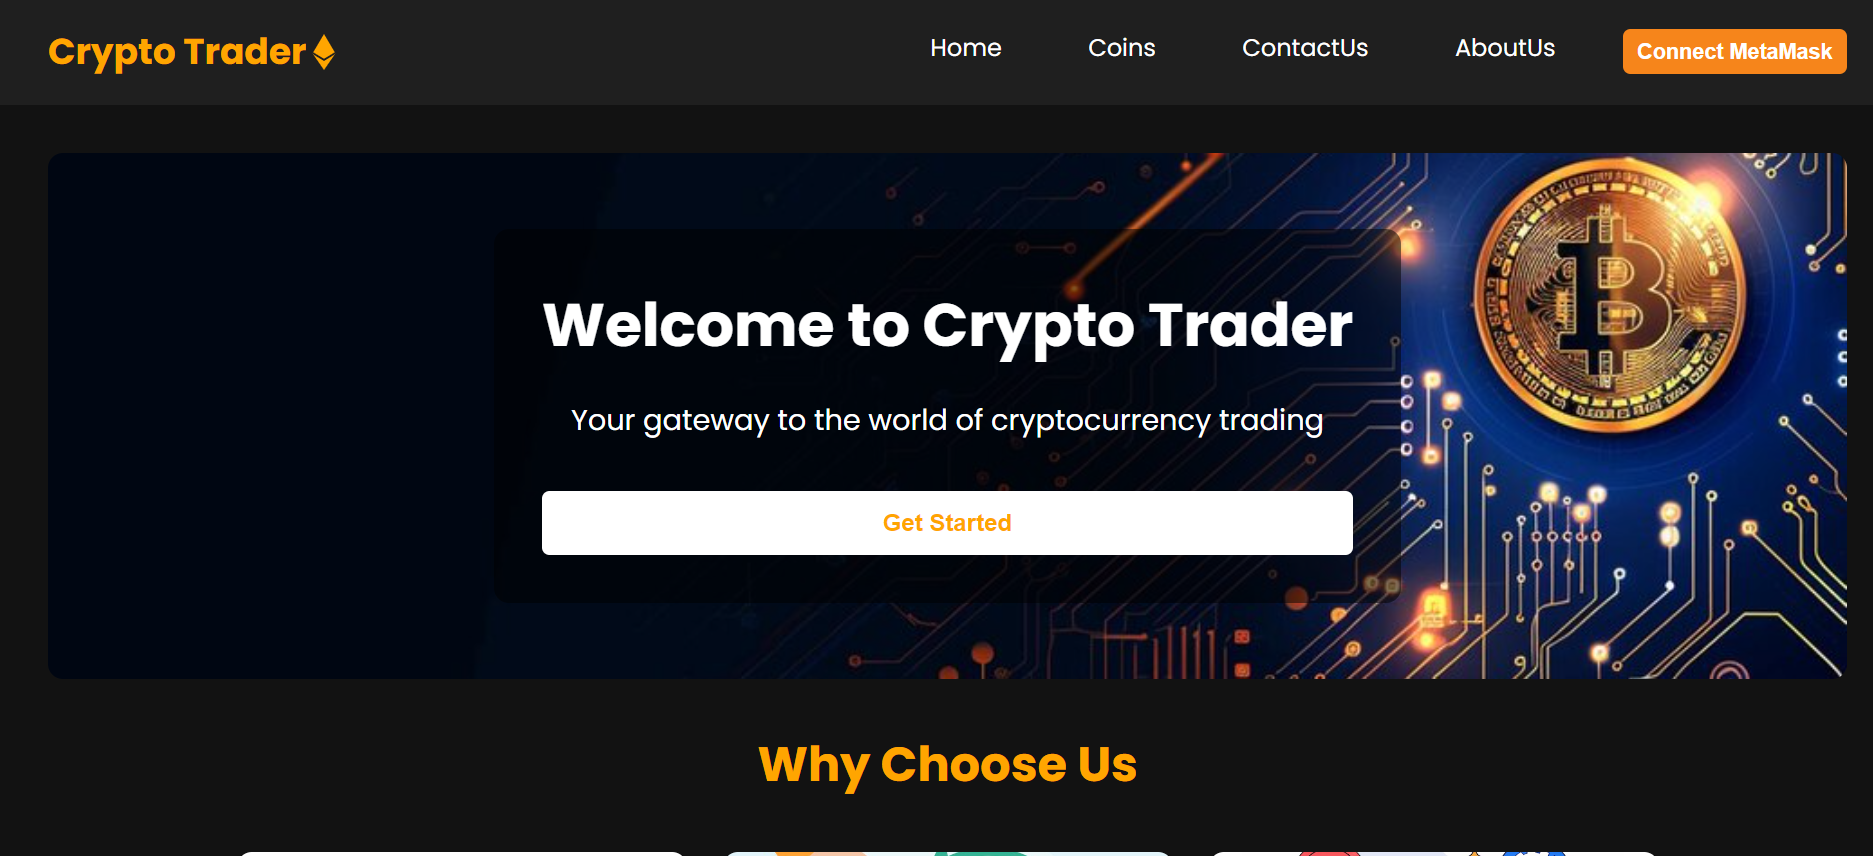 Crypto Trader
Home
Coins
ContactUs
AboutUs
Connect MetaMask
Welcome to Crypto Trader
Your gateway to the world of cryptocurrency trading
Get Started
Why Choose Us